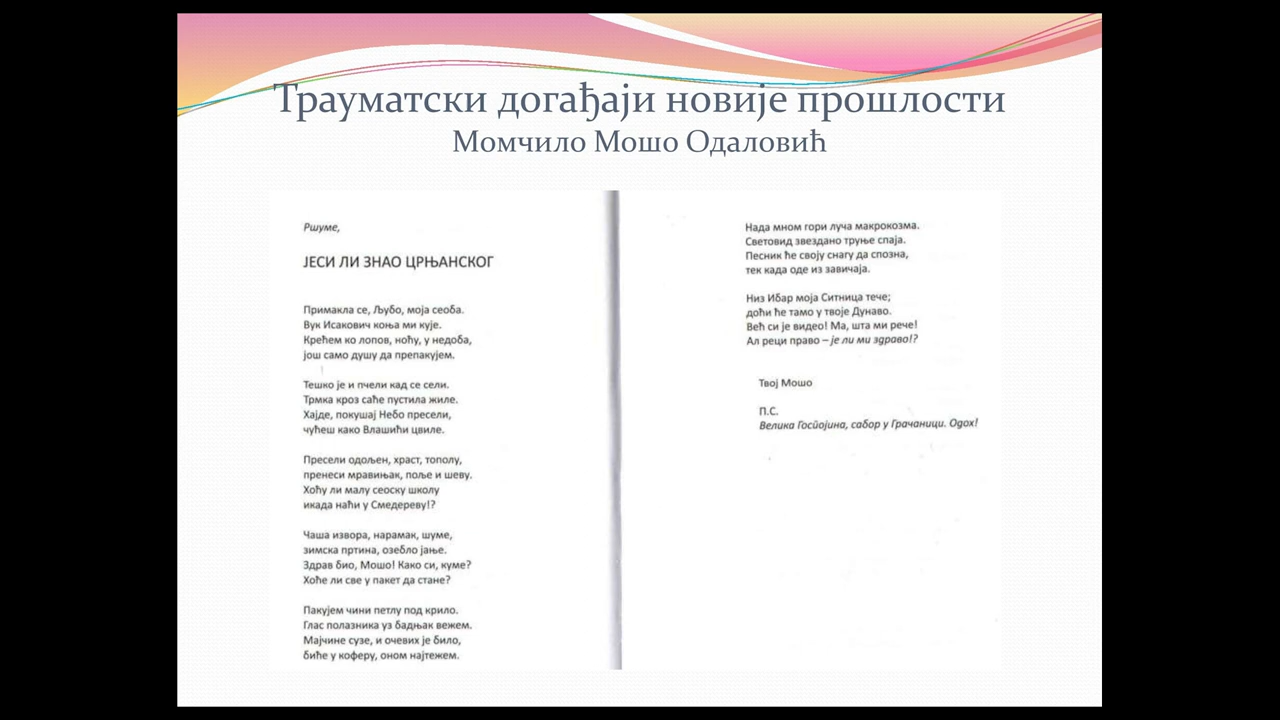 Трауматски догађаји новије прошлости
Момчило Мошо Одаловић
Ршуме,
ЈЕСИ ЛИ ЗНАО ЦРЊАНСКОГ
Примакла се, Љубо, моја сеоба.
Вук Исакович коња ми кује.
Крећем ко лопов, ноћу, у недоба,
још само душу да препакујем.
Тешко је и пчели кад се сели.
Трмка кроз саће пустила жиле.
Хајде, покушај Небо пресели,
чућеш како Влашићи цвиле.
Пресели одољен, храст, тополу,
пренеси мравињак, поље и шеву.
Хоћу ли малу сеоску школу
икада наћи у Смедереву!?
Чаша извора, нарамак, шуме,
зимска пртина, озебло јање.
Здрав био, Мошо! Како си, куме?
Хоће ли све у пакет да стане?
Пакујем чини петлу под крило.
Глас полазника уз бадњак вежем.
Мајчине сузе, и очевих је било,
биће у коферу, оном најтежем.
Нада мном гори луча макрокозма.
Световид звездано труње спаја.
Песник ће своју снагу да спозна,
тек када оде из завичаја.
Низ Ибар моја Ситница тече;
доћи ће тамо у твоје Дунаво.
Већ си је видео! Ма, шта ми рече!
Ал реци право – је ли ми здраво!?
Твој Мошо
П.С.
Велика Госпојина, сабор у Грачаници. Одох!